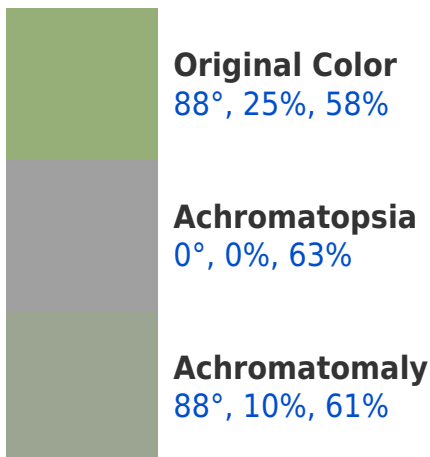 Original Color
88°, 25%, 58%
Achromatopsia
0°, 0%, 63%
Achromatomaly
88°, 10%, 61%